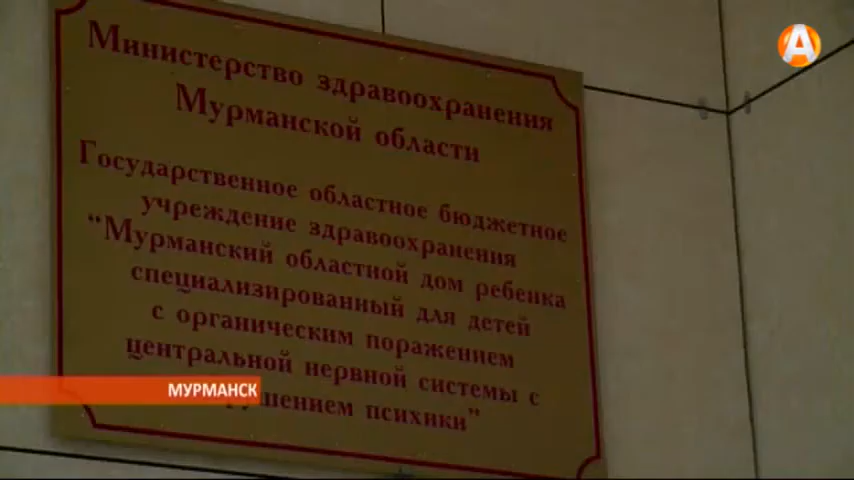 Министерство здравоохранения
Мурманской области
Государственное областное бюджетное
учреждение здравоохранения
“Мурманский областной дом ребенка
специализированный для детей
с органическим поражением
центральной нервной системы с
рушением психики”
МУРМАНСК
А